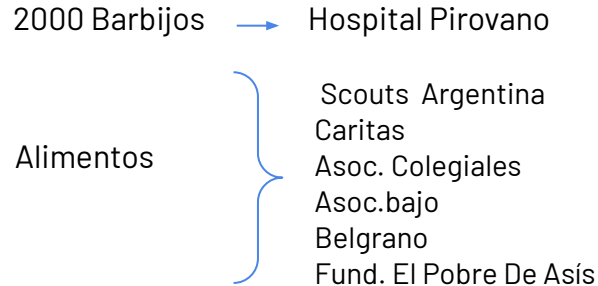 2000 Barbijos → Hospital Pirovano
Alimentos
Scouts Argentina
Caritas
Asoc. Colegiales
Asoc.bajo
Belgrano
Fund. El Pobre De Asís